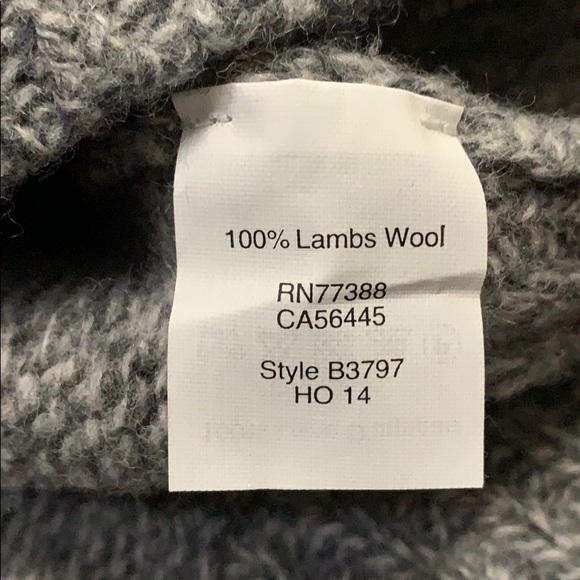 100% Lambs Wool
RN77388
CA56445
Style B3797
HO 14